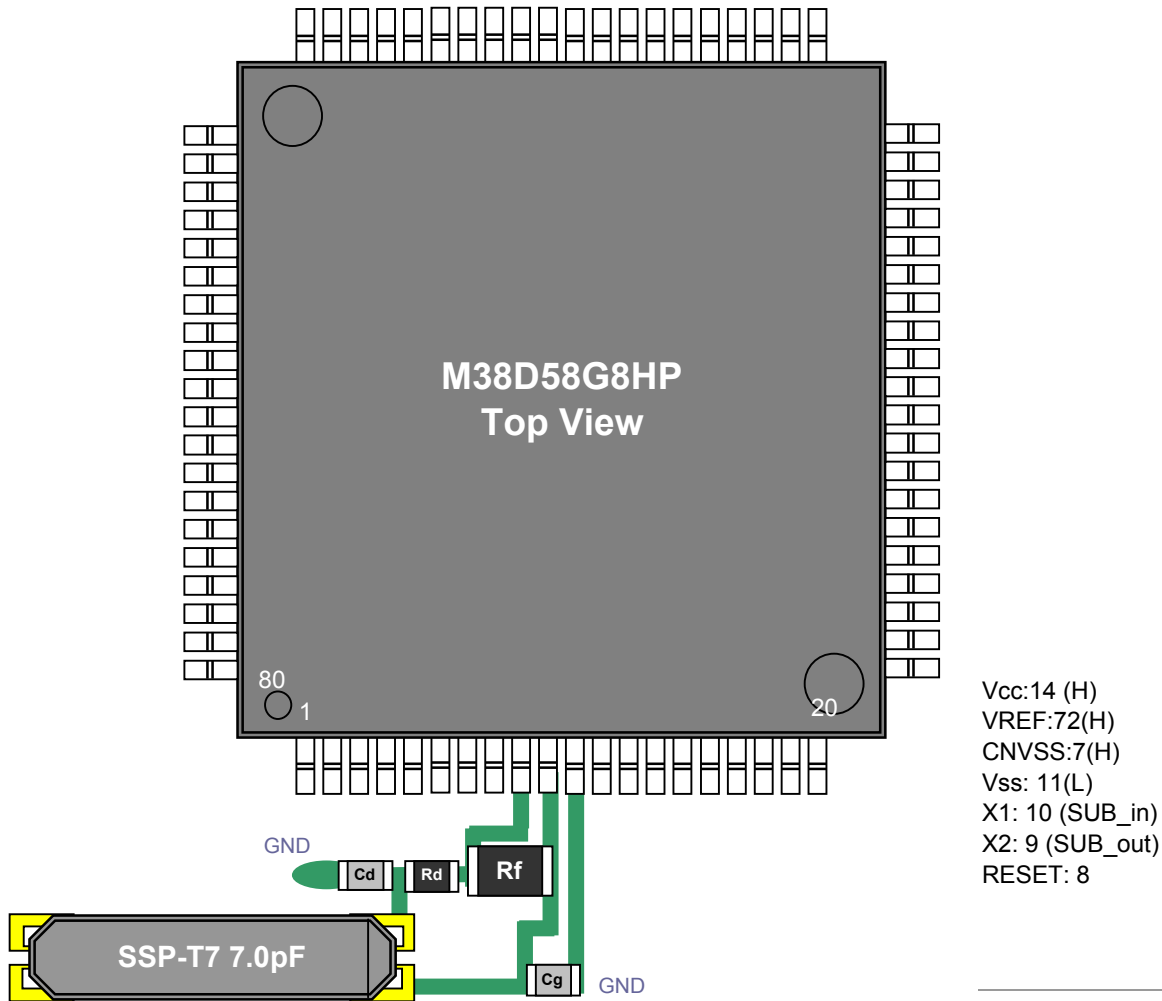 M38D58G8HP
Top View
80
1
20
Vcc:14 (H)
VREF:72(H)
CNVSS:7(H)
Vss: 11(L)
X1: 10 (SUB_in)
X2: 9 (SUB_out)
RESET: 8
GND
Cd
Rd
Rf
SSP-T7 7.0pF
Cg
GND